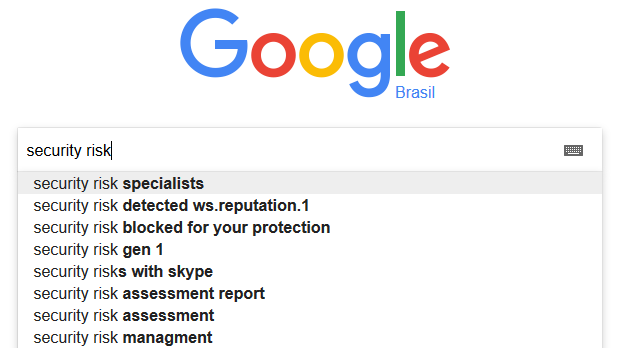 Google
Brasil
security risk
security risk specialists
security risk detected ws.reputation.1
security risk blocked for your protection
security risk gen 1
security risks with skype
security risk assessment report
security risk assessment
security risk managment